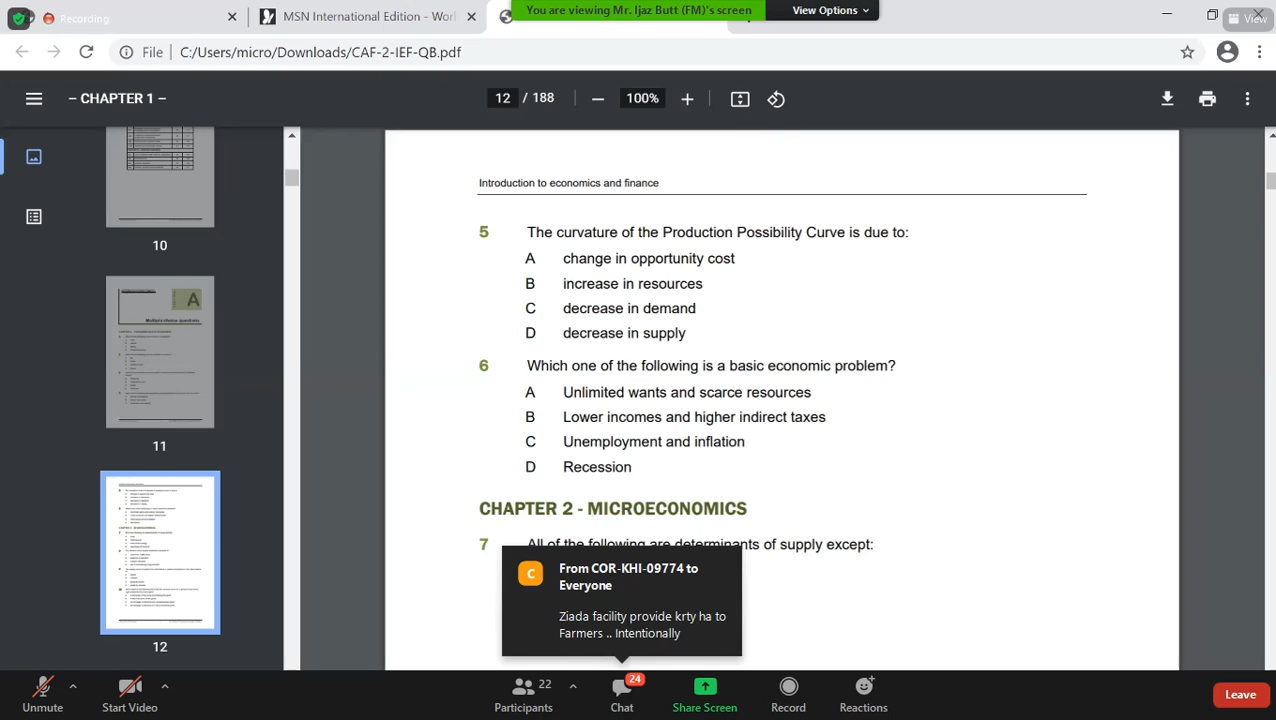 Recording
MSN International Edition - Worl
You are viewing Mr. Ijaz Butt (FM)'s screen
View Options
View
File
C:/Users/micro/Downloads/CAF-2-IEF-QB.pdf
– CHAPTER 1 –
12 / 188
100%
10
A
Multiple choice questions
11
12
Introduction to economics and finance
5 The curvature of the Production Possibility Curve is due to:
A change in opportunity cost
B increase in resources
C decrease in demand
D decrease in supply
6 Which one of the following is a basic economic problem?
A Unlimited wants and scarce resources
B Lower incomes and higher indirect taxes
C Unemployment and inflation
D Recession
CHAPTER 2 - MICROECONOMICS
7 All of the following are determinants of supply except:
C
From COR-KHI-09774 to
Everyone
Ziada facility provide krty ha to
Farmers .. Intentionally
Unmute
Start Video
22
Participants
24
Chat
Share Screen
Record
Reactions
Leave